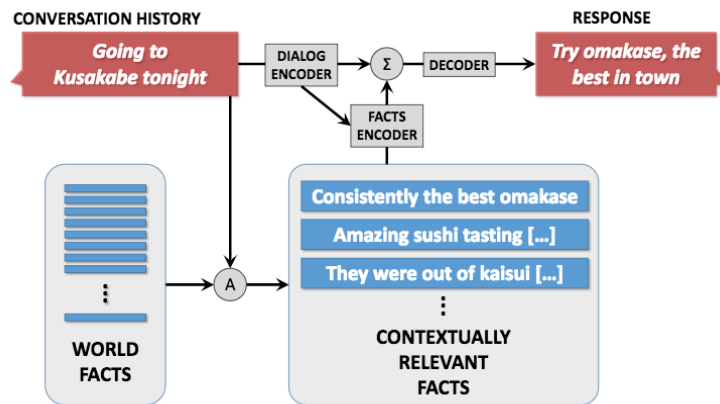 CONVERSATION HISTORY
Going to
Kusakabe tonight
DIALOG
ENCODER
Σ
DECODER
RESPONSE
Try omakase, the
best in town
FACTS
ENCODER
WORLD
FACTS
A
Consistently the best omakase
Amazing sushi tasting [...]
They were out of kaisui [...]
CONTEXTUALLY
RELEVANT
FACTS